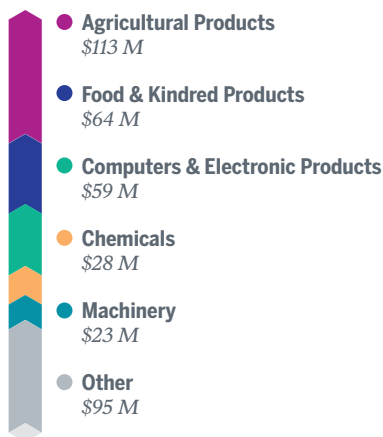 Agricultural Products
$113 M
Food & Kindred Products
$64 M
Computers & Electronic Products
$59 M
Chemicals
$28 M
Machinery
$23 M
Other
$95 M